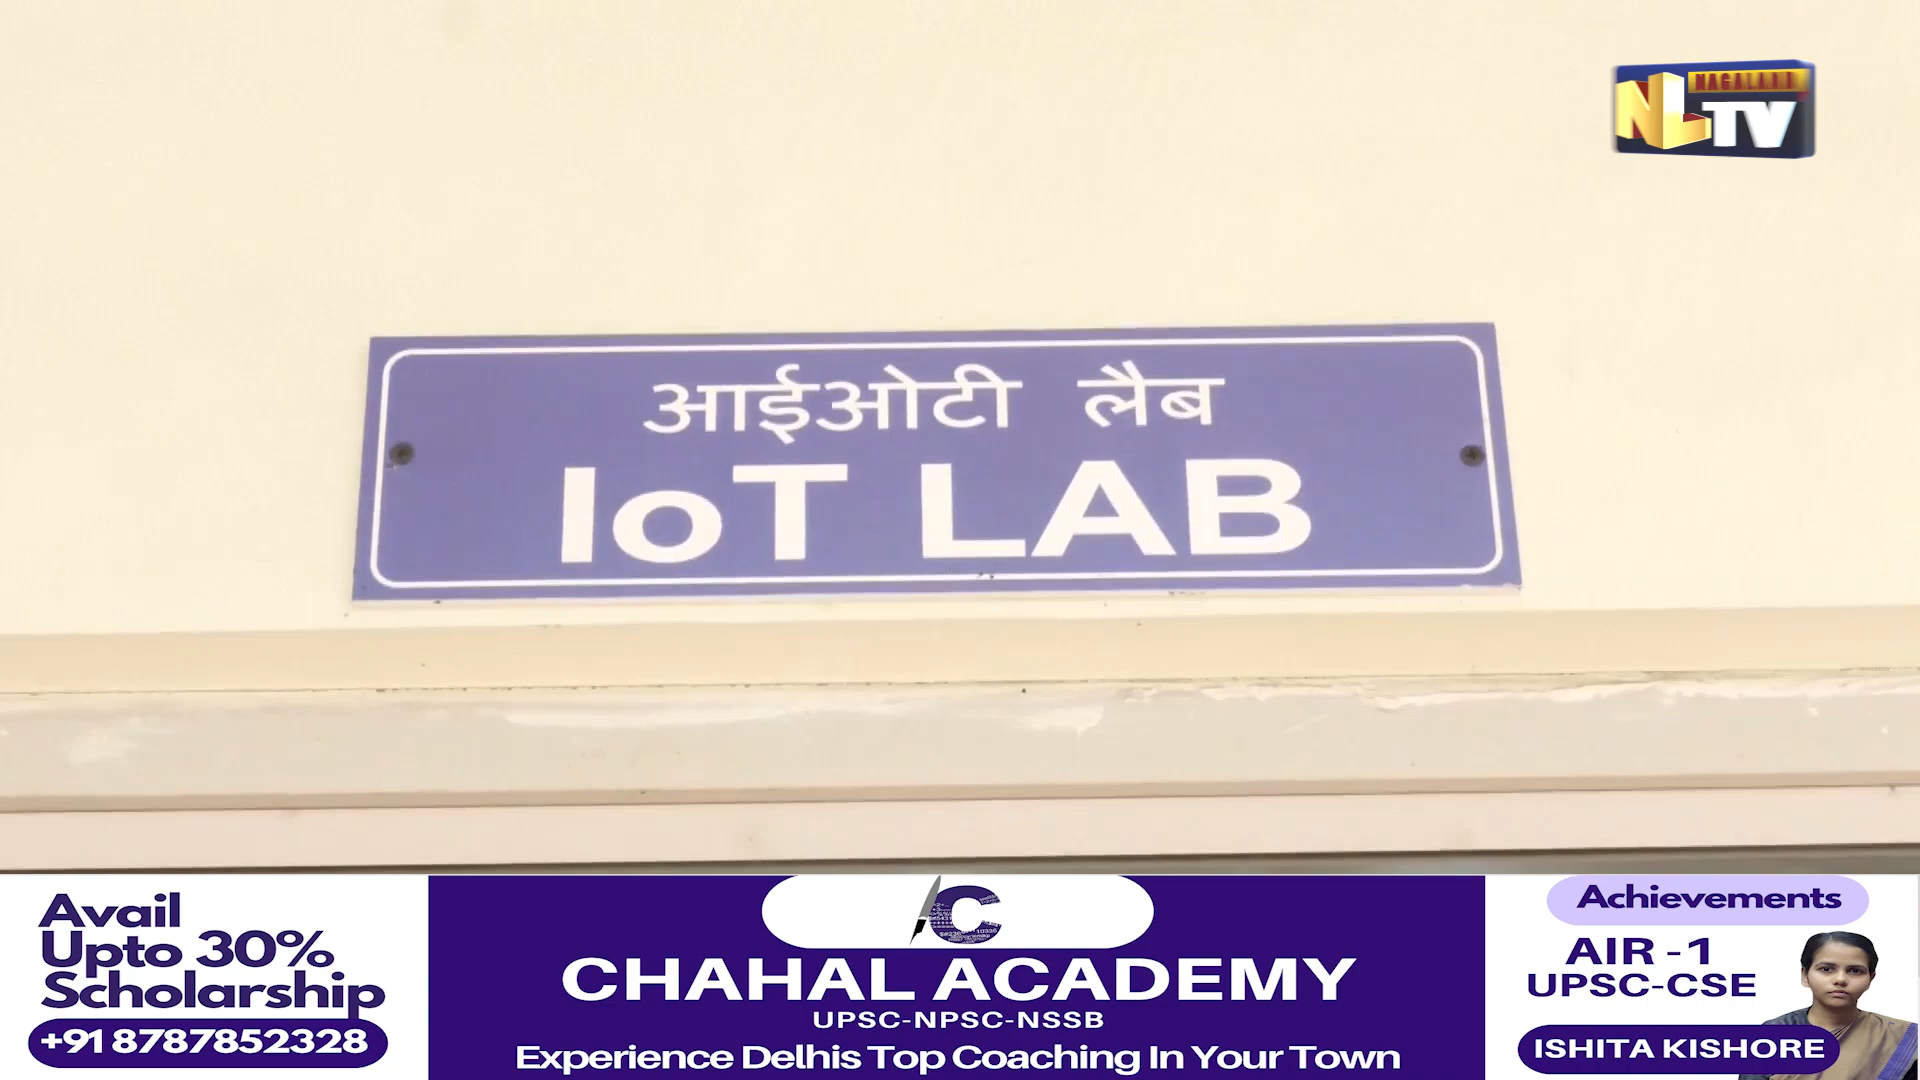 NAGALAND
NLTV
आईओटी लैब
IoT LAB
Avail
Upto 30%
Scholarship
+91 8787852328
C
CHAHAL ACADEMY
UPSC-NPSC-NSSB
Experience Delhis Top Coaching In Your Town
Achievements
AIR -1
UPSC-CSE
ISHITA KISHORE